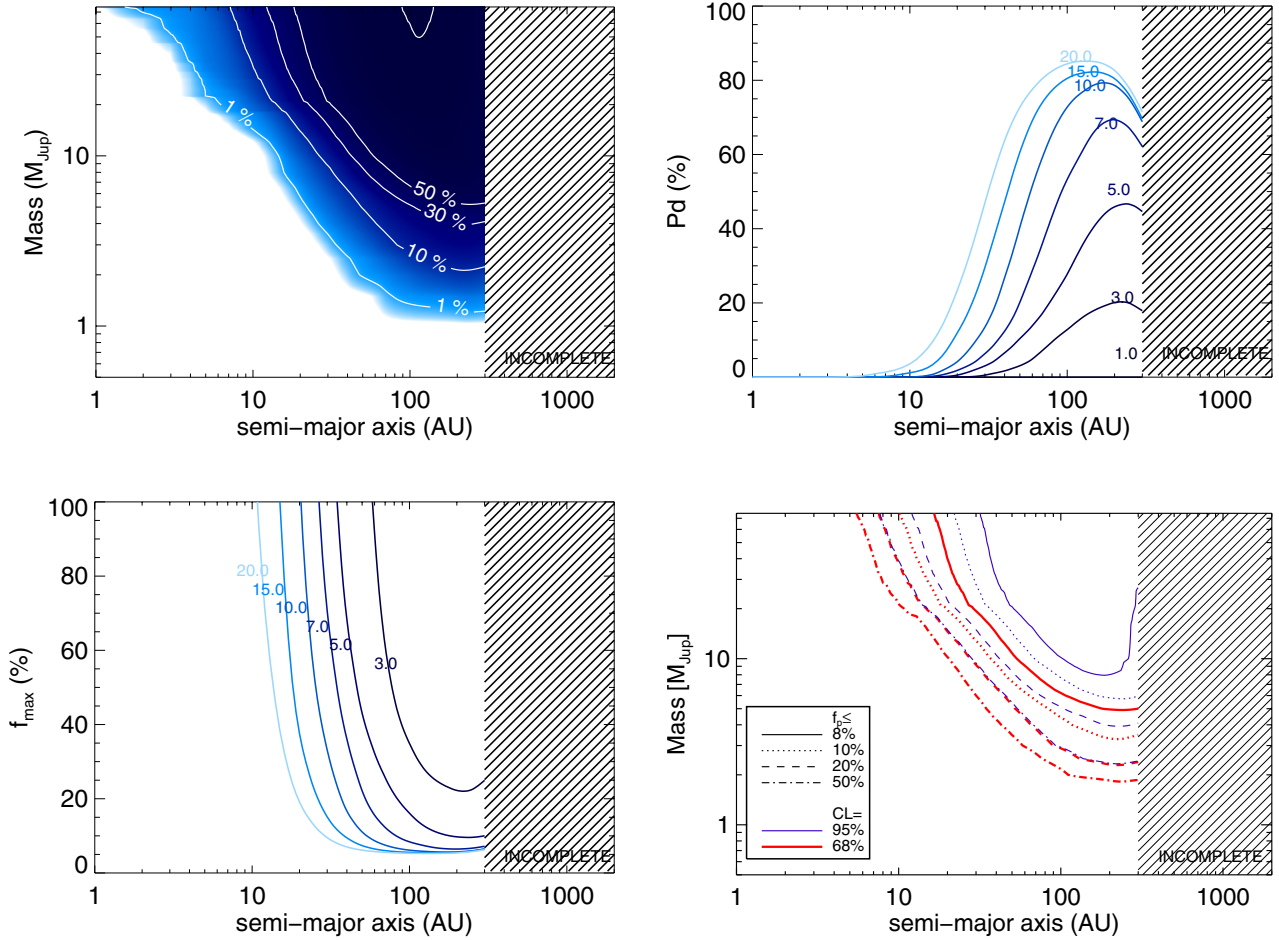 Mass (M_Jup)
10
1
1 %
50 %
30 %
10 %
1 %
INCOMPLETE
1 10 100 1000
semi-major axis (AU)
Pd (%)
100
80
60
40
20
0
20.0
15.0
10.0
7.0
5.0
3.0
1.0
INCOMPLETE
1 10 100 1000
semi-major axis (AU)
f_max (%)
100
80
60
40
20
0
20.0
15.0
10.0
7.0
5.0
3.0
INCOMPLETE
1 10 100 1000
semi-major axis (AU)
Mass [M_Jup]
10
1
f_p≤
8%
10%
20%
50%
CL=
95%
68%
INCOMPLETE
1 10 100 1000
semi-major axis (AU)